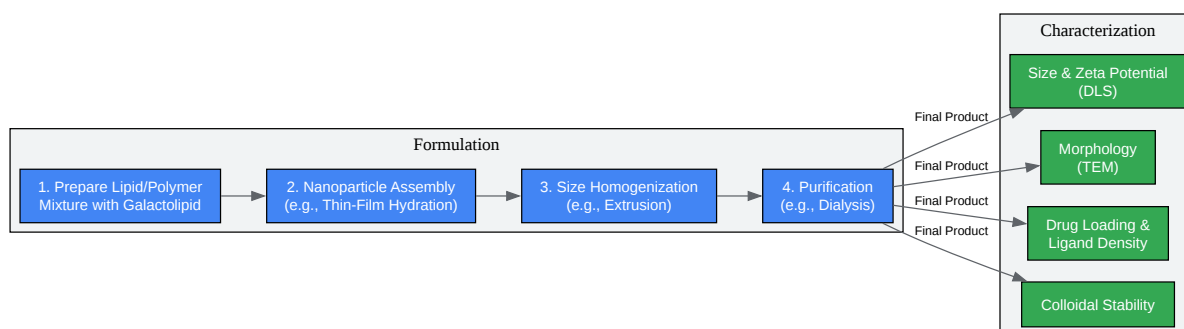 Formulation
1. Prepare Lipid/Polymer
Mixture with Galactolipid
2. Nanoparticle Assembly
(e.g., Thin-Film Hydration)
3. Size Homogenization
(e.g., Extrusion)
4. Purification
(e.g., Dialysis)
Final Product
Final Product
Final Product
Final Product
Characterization
Size & Zeta Potential
(DLS)
Morphology
(TEM)
Drug Loading &
Ligand Density
Colloidal Stability